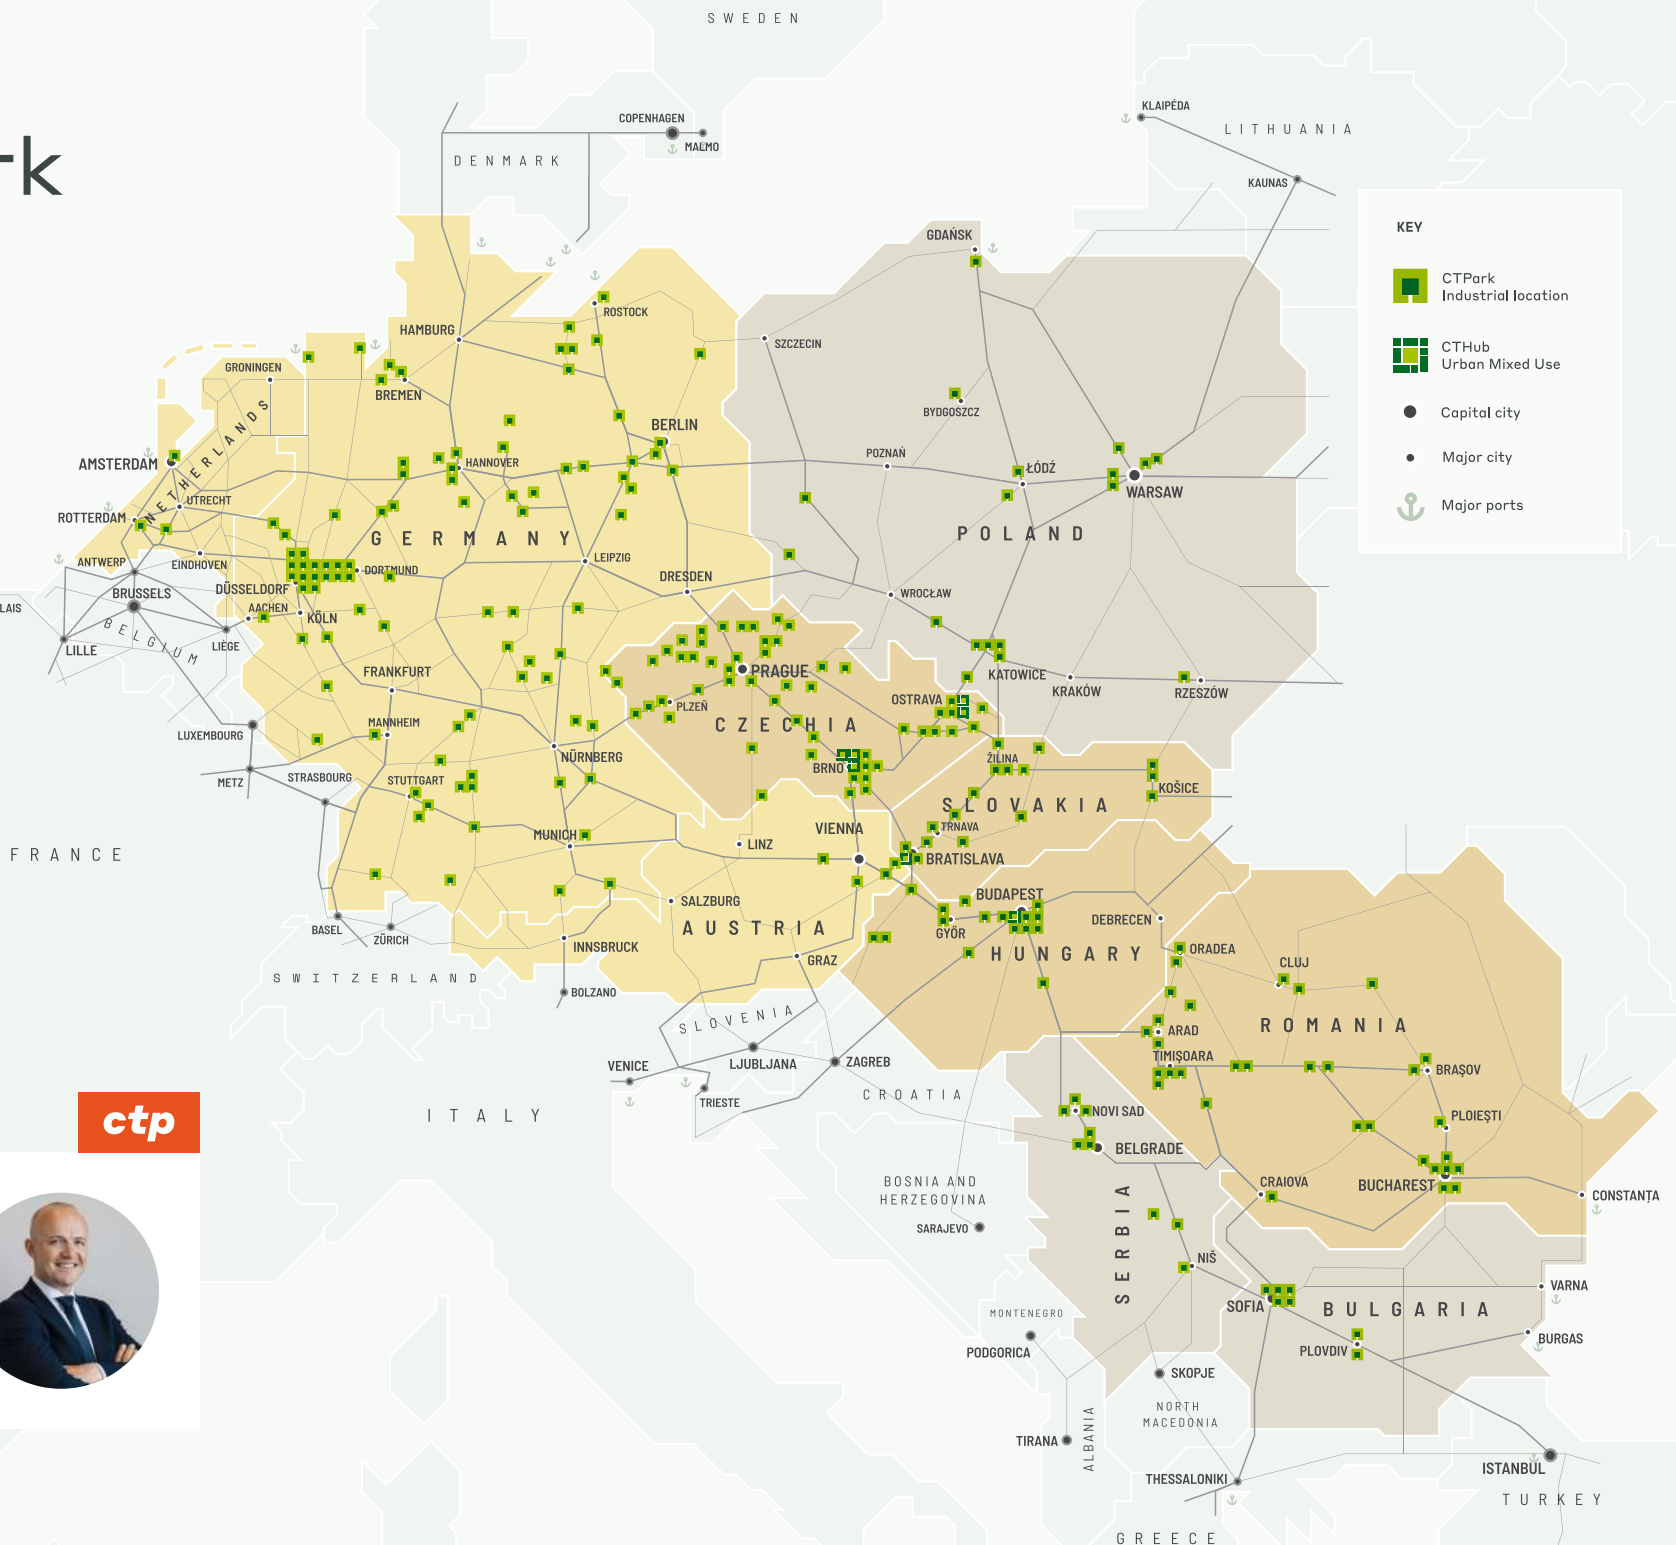 SWEDEN
rk
COPENHAGEN
MALMO
DENMARK
KLAIPĖDA
LITHUANIA
KAUNAS
KEY
CTPark
Industrial location
CTHub
Urban Mixed Use
Capital city
Major city
Major ports
GDAŃSK
ROSTOCK
HAMBURG
SZCZECIN
GRONINGEN
BREMEN
BERLIN
BYDGOSZCZ
AMSTERDAM
NETHERLANDS
HANNOVER
POZNAŃ
ŁÓDŹ
WARSAW
UTRECHT
ROTTERDAM
GERMANY
POLAND
ANTWERP
EINDHOVEN
DORTMUND
LEIPZIG
DRESDEN
BRUSSELS
DÜSSELDORF
WROCŁAW
LAIS
AACHEN
KÖLN
BELGIUM
LILLE
LIÈGE
FRANKFURT
PRAGUE
KATOWICE
KRAKÓW
RZESZÓW
OSTRAVA
PLZEŇ
LUXEMBOURG
MANNHEIM
CZECHIA
NÜRNBERG
ŽILINA
METZ
STRASBOURG
STUTTGART
BRNO
KOŠICE
SLOVAKIA
TRNAVA
MUNICH
VIENNA
LINZ
FRANCE
BRATISLAVA
BUDAPEST
SALZBURG
BASEL
ZÜRICH
AUSTRIA
GYŐR
DEBRECEN
INNSBRUCK
GRAZ
HUNGARY
ORADEA
CLUJ
SWITZERLAND
BOLZANO
SLOVENIA
ROMANIA
ARAD
TIMIȘOARA
VENICE
LJUBLJANA
ZAGREB
BRAȘOV
TRIESTE
CROATIA
NOVI SAD
PLOIEȘTI
ITALY
ctp
BELGRADE
BOSNIA AND
HERZEGOVINA
SERBIA
CRAIOVA
BUCHAREST
CONSTANȚA
SARAJEVO
NIŠ
VARNA
SOFIA
BULGARIA
MONTENEGRO
PODGORICA
PLOVDIV
BURGAS
SKOPJE
NORTH
MACEDONIA
TIRANA
ALBANIA
THESSALONIKI
ISTANBUL
TURKEY
GREECE